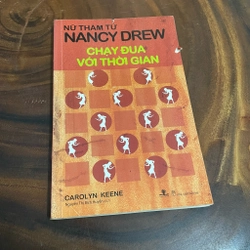 NỮ THÁM TỬ
NANCY DREW
CHẠY ĐUA
VỚI THỜI GIAN
CAROLYN KEENE